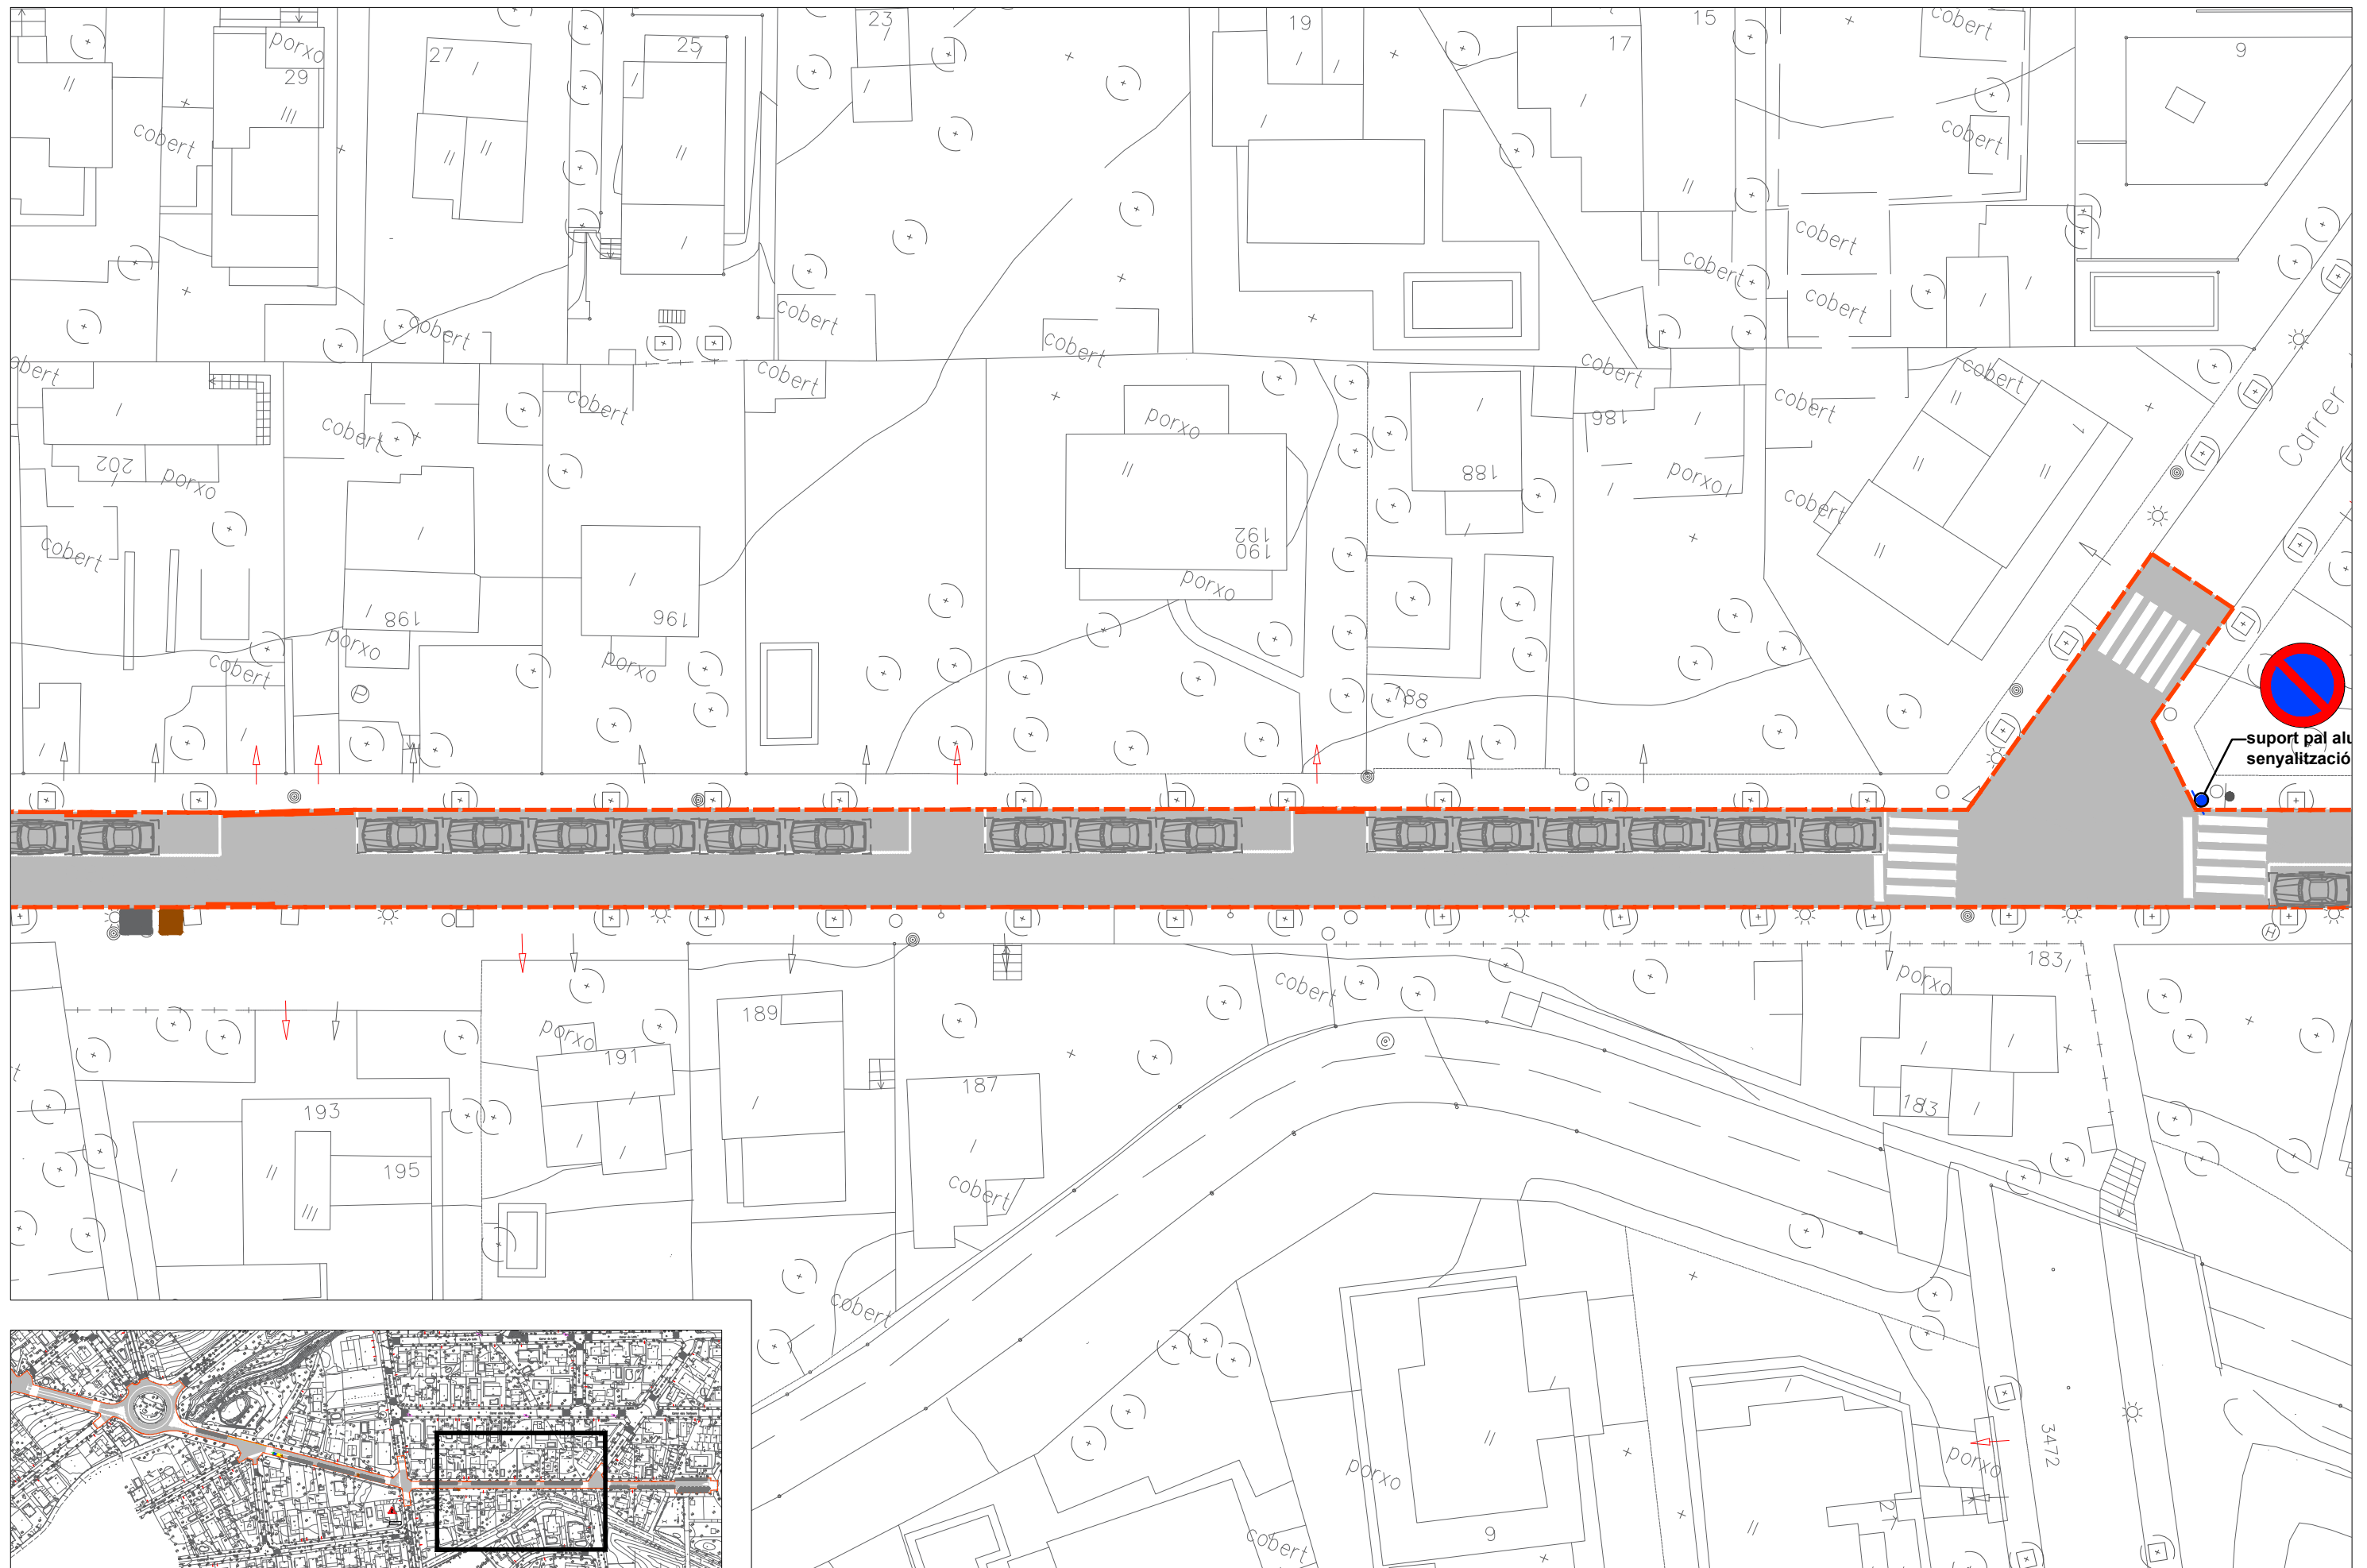 23
19
15
cobert
17
25
27
9
porxo
29
cobert
cobert
cobert
cobert
cobert
cobert
cobert
cobert
cobert
cobert
cobert
cobert
cobert
cobert
Carrer
porxo
186
cobert
202
porxo
porxo
188
cobert
192
190
cobert
porxo
198
196
porxo
porxo
cobert
188
suport pal alu
senyalització
183
porxo
cobert
189
porxo
191
187
183
193
195
cobert
cobert
3472
porxo
porxo
9
cobert
2